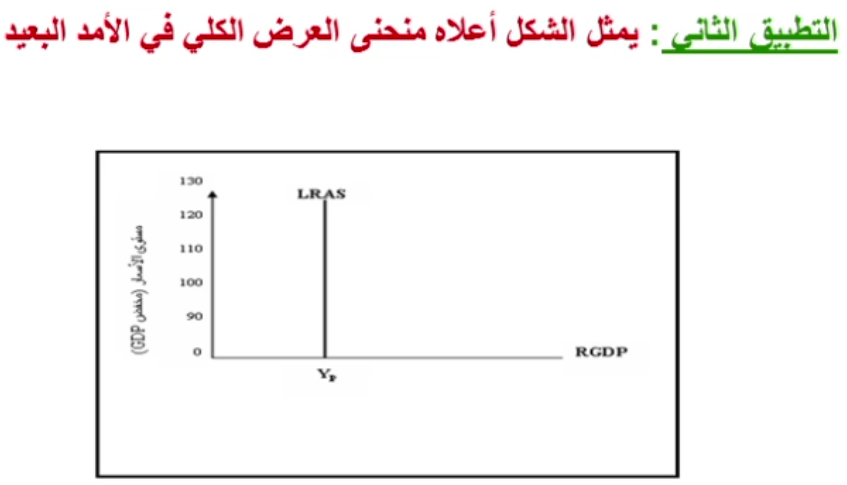 التطبيق الثاني : يمثل الشكل أعلاه منحنى العرض الكلي في الأمد البعيد
130
LRAS
120
110
100
90
0
مستوى الأسعار (مخفض GDP)
RGDP
Y_P